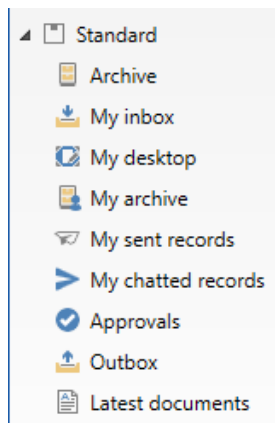 Standard
Archive
My inbox
My desktop
My archive
My sent records
My chatted records
Approvals
Outbox
Latest documents